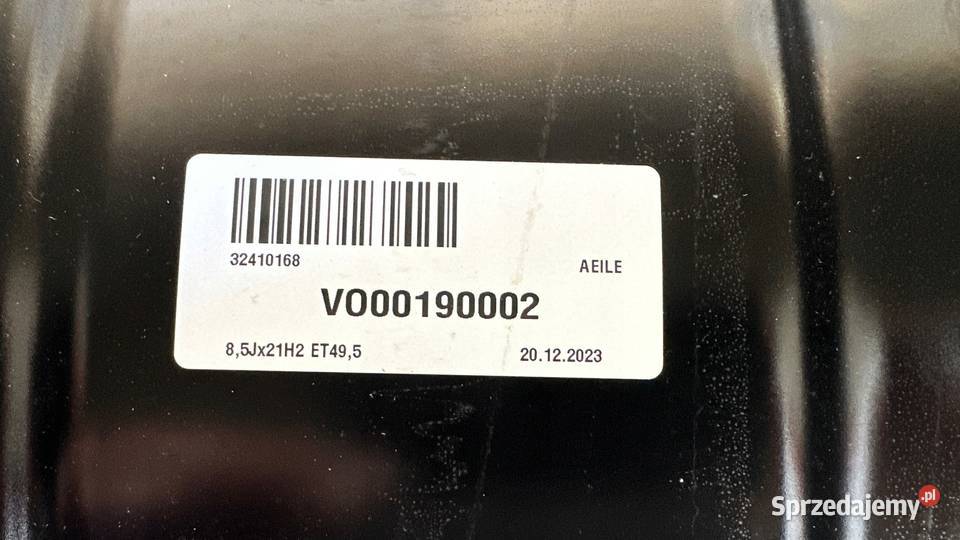 32410168
AEILE
VO00190002
8,5Jx21H2 ET49,5
20.12.2023
Sprzedajemy.pl